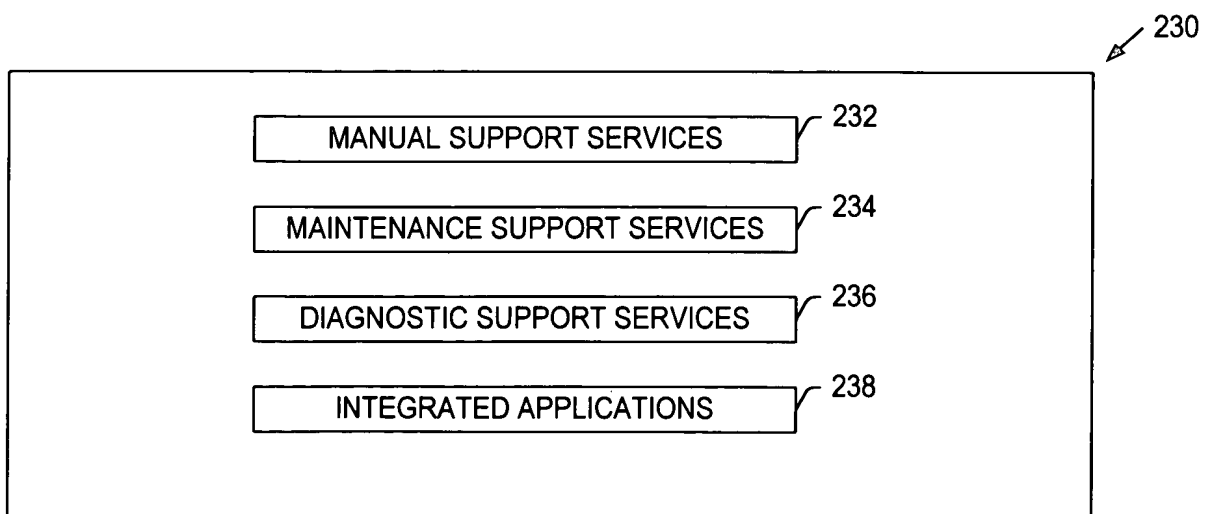 230
MANUAL SUPPORT SERVICES 232
MAINTENANCE SUPPORT SERVICES 234
DIAGNOSTIC SUPPORT SERVICES 236
INTEGRATED APPLICATIONS 238